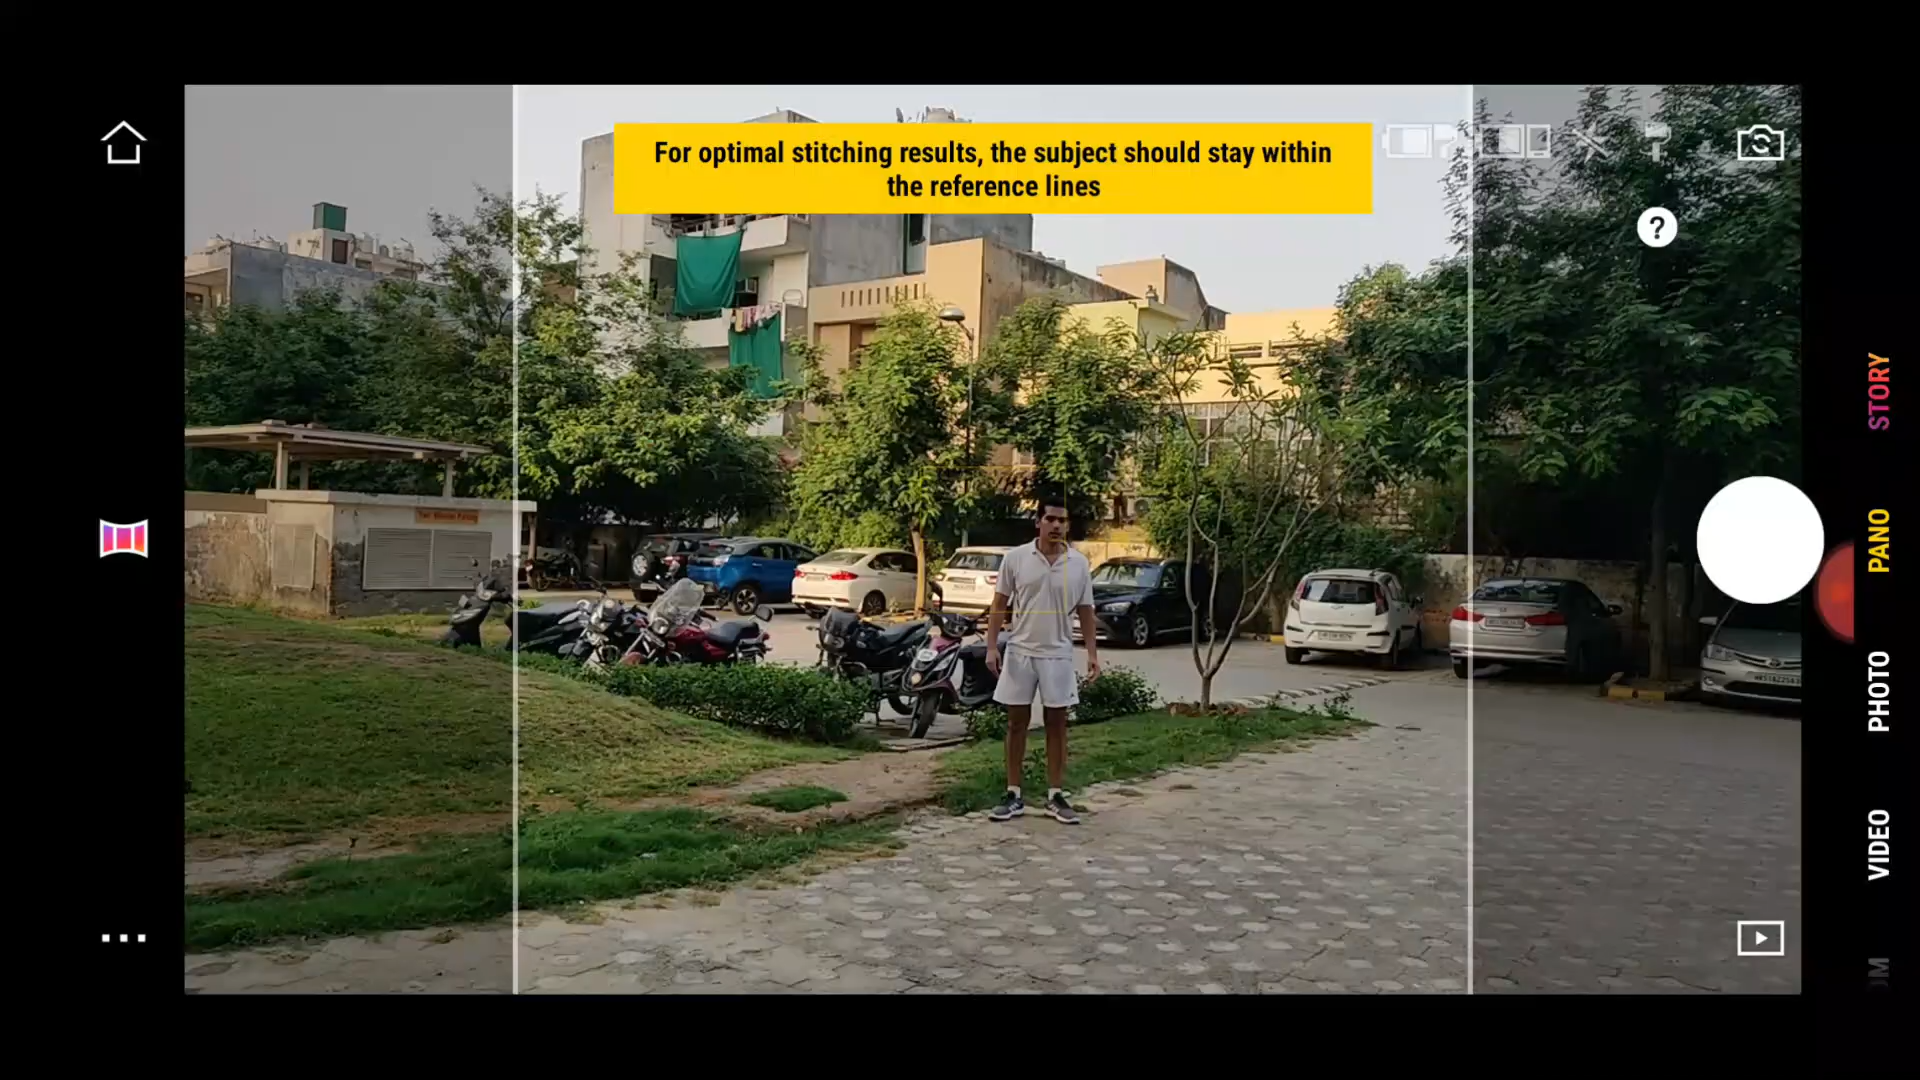 For optimal stitching results, the subject should stay within
the reference lines
?
STORY
PANO
PHOTO
VIDEO